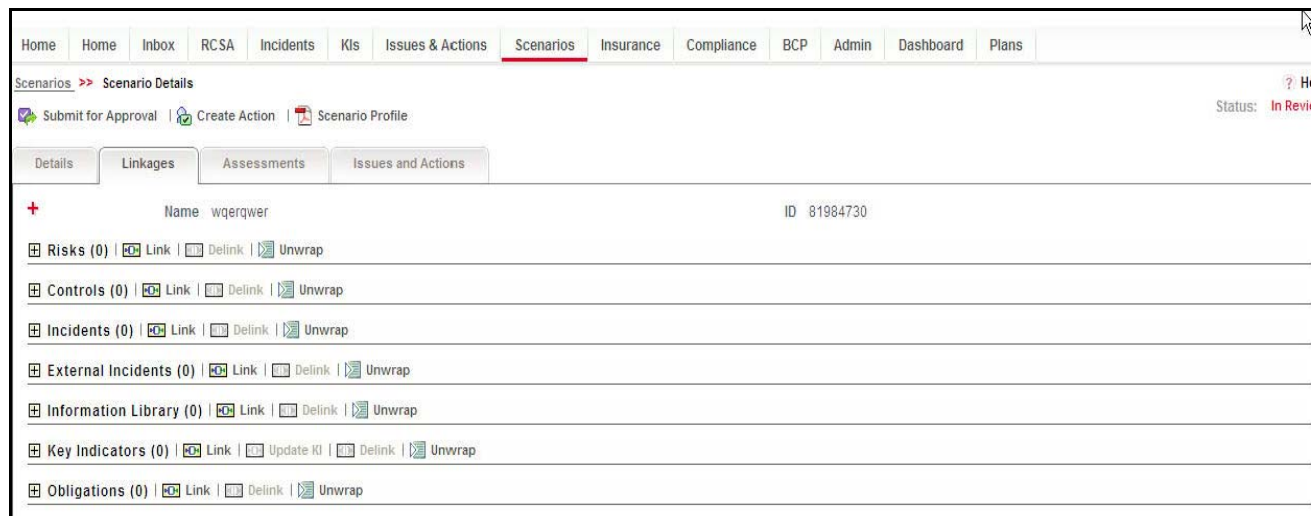 Home Home Inbox RCSA Incidents KIs Issues & Actions Scenarios Insurance Compliance BCP Admin Dashboard Plans
Scenarios >> Scenario Details ?
Submit for Approval | Create Action | Scenario Profile Status: In
Details Linkages Assessments Issues and Actions
+ Name wqerqwer ID 81984730
Risks (0) | Link | Delink | Unwrap
Controls (0) | Link | Delink | Unwrap
Incidents (0) | Link | Delink | Unwrap
External Incidents (0) | Link | Delink | Unwrap
Information Library (0) | Link | Delink | Unwrap
Key Indicators (0) | Link | Update KI | Delink | Unwrap
Obligations (0) | Link | Delink | Unwrap